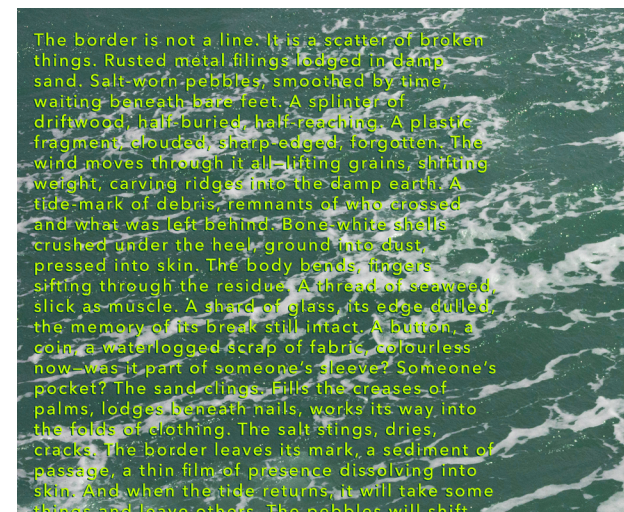 The border is not a line. It is a scatter of broken
things. Rusted metal filings lodged in damp
sand. Salt-worn pebbles, smoothed by time,
waiting beneath bare feet. A splinter of
driftwood, half-buried, half-reaching. A plastic
fragment, clouded, sharp-edged, forgotten. The
wind moves through it all–lifting grains, shifting
weight, carving ridges into the damp earth. A
tide-mark of debris, remnants of who crossed
and what was left behind. Bone-white shells
crushed under the heel, ground into dust,
pressed into skin. The body bends, fingers
sifting through the residue. A thread of seaweed,
slick as muscle. A shard of glass, its edge dulled,
the memory of its break still intact. A button, a
coin, a waterlogged scrap of fabric, colourless
now–was it part of someone's sleeve? Someone's
pocket? The sand clings. Fills the creases of
palms, lodges beneath nails, works its way into
the folds of clothing. The salt stings, dries,
cracks. The border leaves its mark, a sediment of
passage, a thin film of presence dissolving into
skin. And when the tide returns, it will take some
things and leave others. The pebbles will shift